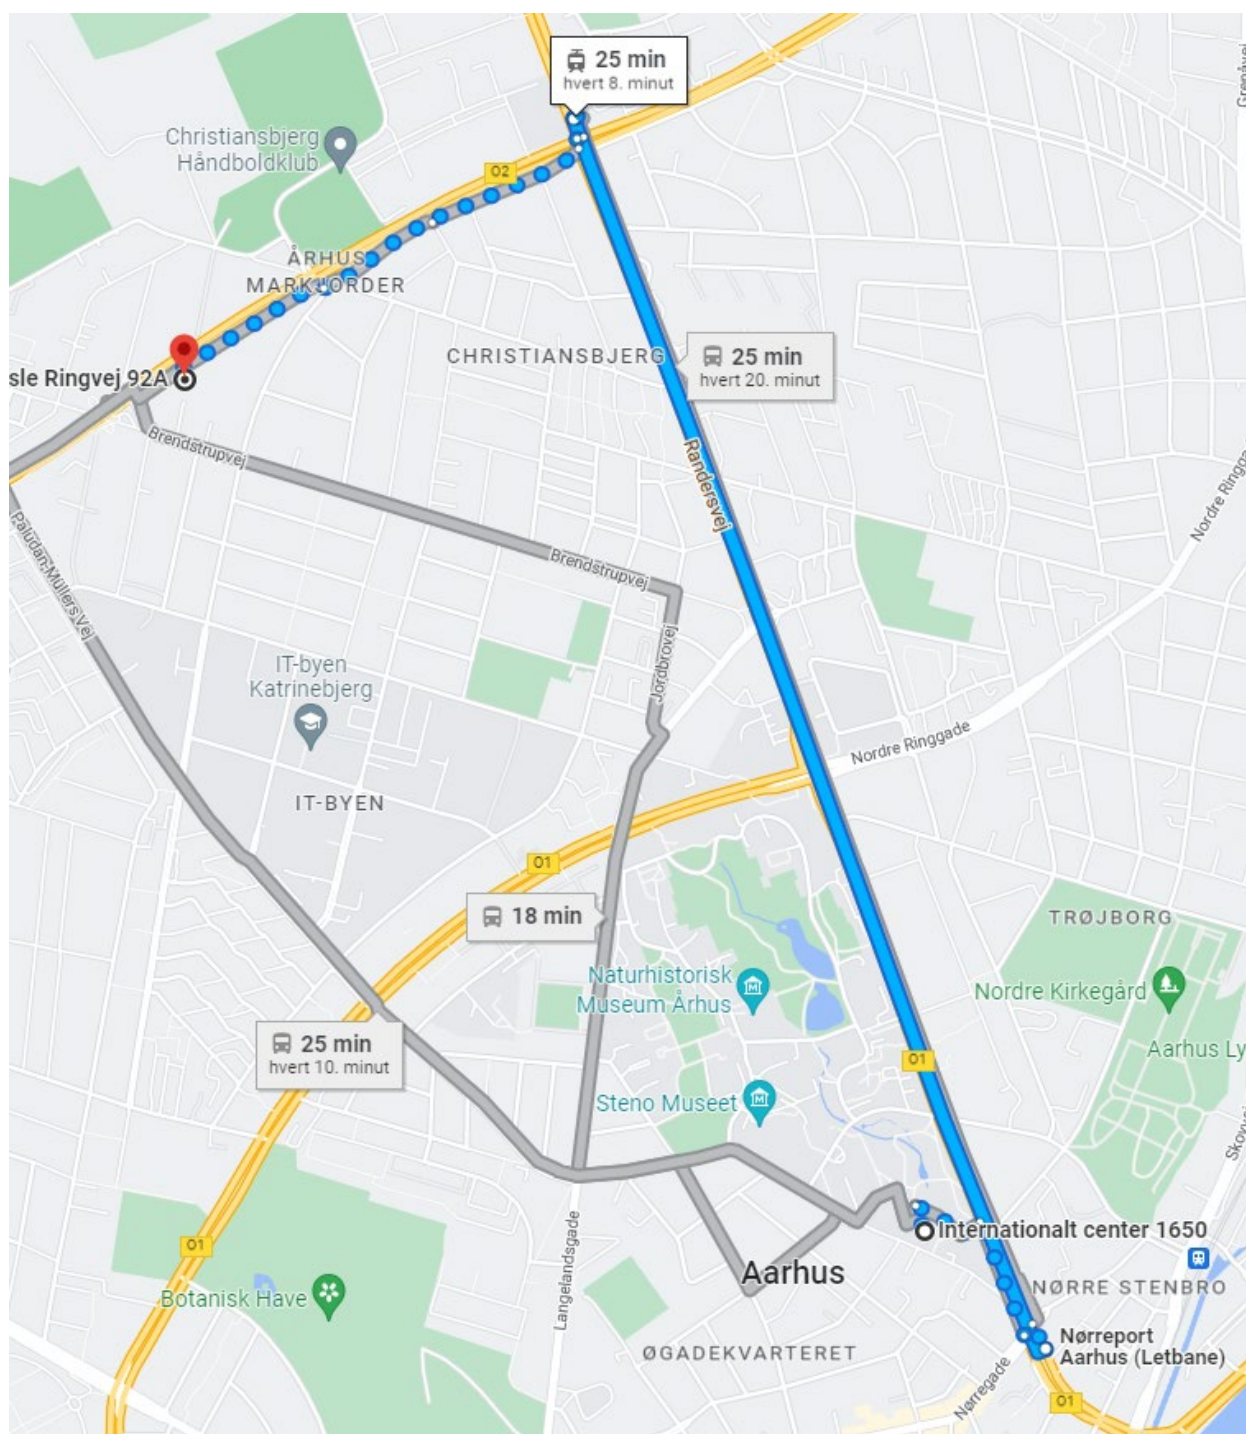 25 min
hvert 8. minut
Christiansbjerg
Håndboldklub
O2
ÅRHUS
MARKJORDER
CHRISTIANSBJERG
25 min
hvert 20. minut
sle Ringvej 92A
Brendstrupvej
Randersvej
Nordre Ringga
Paludan-Müllers Vej
Brendstrupvej
Jordbrovej
IT-byen
Katrinebjerg
Nordre Ringgade
IT-BYEN
O1
18 min
TRØJBORG
Naturhistorisk
Museum Århus
Nordre Kirkegård
25 min
hvert 10. minut
O1
Aarhus Ly
Steno Museet
Skovvej
Internationalt center 1650
O1
Langelandsgade
Aarhus
Botanisk Have
NØRRE STENBRO
Nørreport
Aarhus (Letbane)
ØGADEKVARTERET
Nørregade
O1